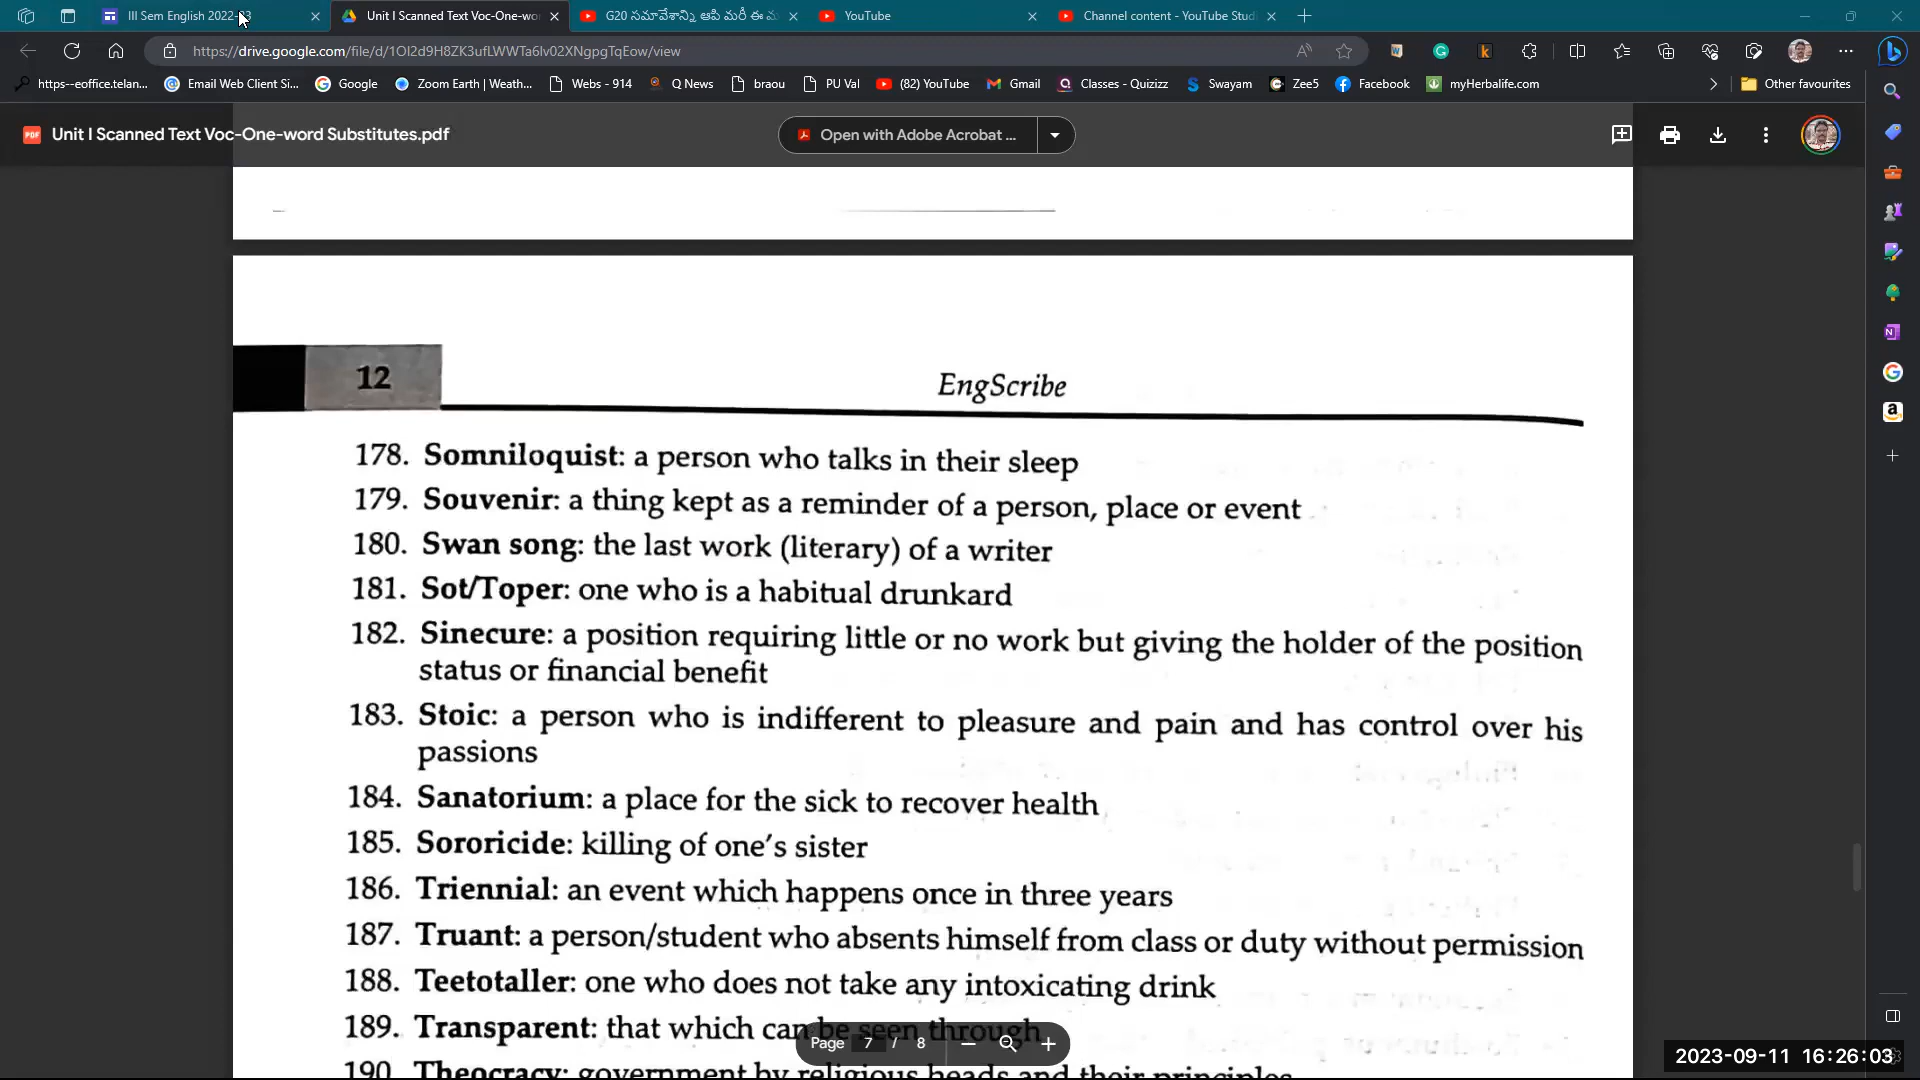 III Sem English 2022-23
Unit I Scanned Text Voc-One-wo
G20 సమావేశాన్ని ఆపి మరీ ఈ మ
YouTube
Channel content - YouTube Stud
https://drive.google.com/file/d/1OI2d9H8ZK3ufLWWTa6lv02XNgpgTqEow/view
https--eoffice.telan...
Email Web Client Si...
Google
Zoom Earth | Weath...
Webs - 914
Q News
braou
PU Val
(82) YouTube
Gmail
Classes - Quizizz
Swayam
Zee5
Facebook
myHerbalife.com
Other favourites
PDF
Unit I Scanned Text Voc-One-word Substitutes.pdf
Open with Adobe Acrobat ...
12
EngScribe
178. Somniloquist: a person who talks in their sleep
179. Souvenir: a thing kept as a reminder of a person, place or event
180. Swan song: the last work (literary) of a writer
181. Sot/Toper: one who is a habitual drunkard
182. Sinecure: a position requiring little or no work but giving the holder of the position
status or financial benefit
183. Stoic: a person who is indifferent to pleasure and pain and has control over his
passions
184. Sanatorium: a place for the sick to recover health
185. Sororicide: killing of one's sister
186. Triennial: an event which happens once in three years
187. Truant: a person/student who absents himself from class or duty without permission
188. Teetotaller: one who does not take any intoxicating drink
189. Transparent: that which can be seen through
Page 7 / 8
190. Theocracy: government by religious heads and their principles
2023-09-11 16:26:03